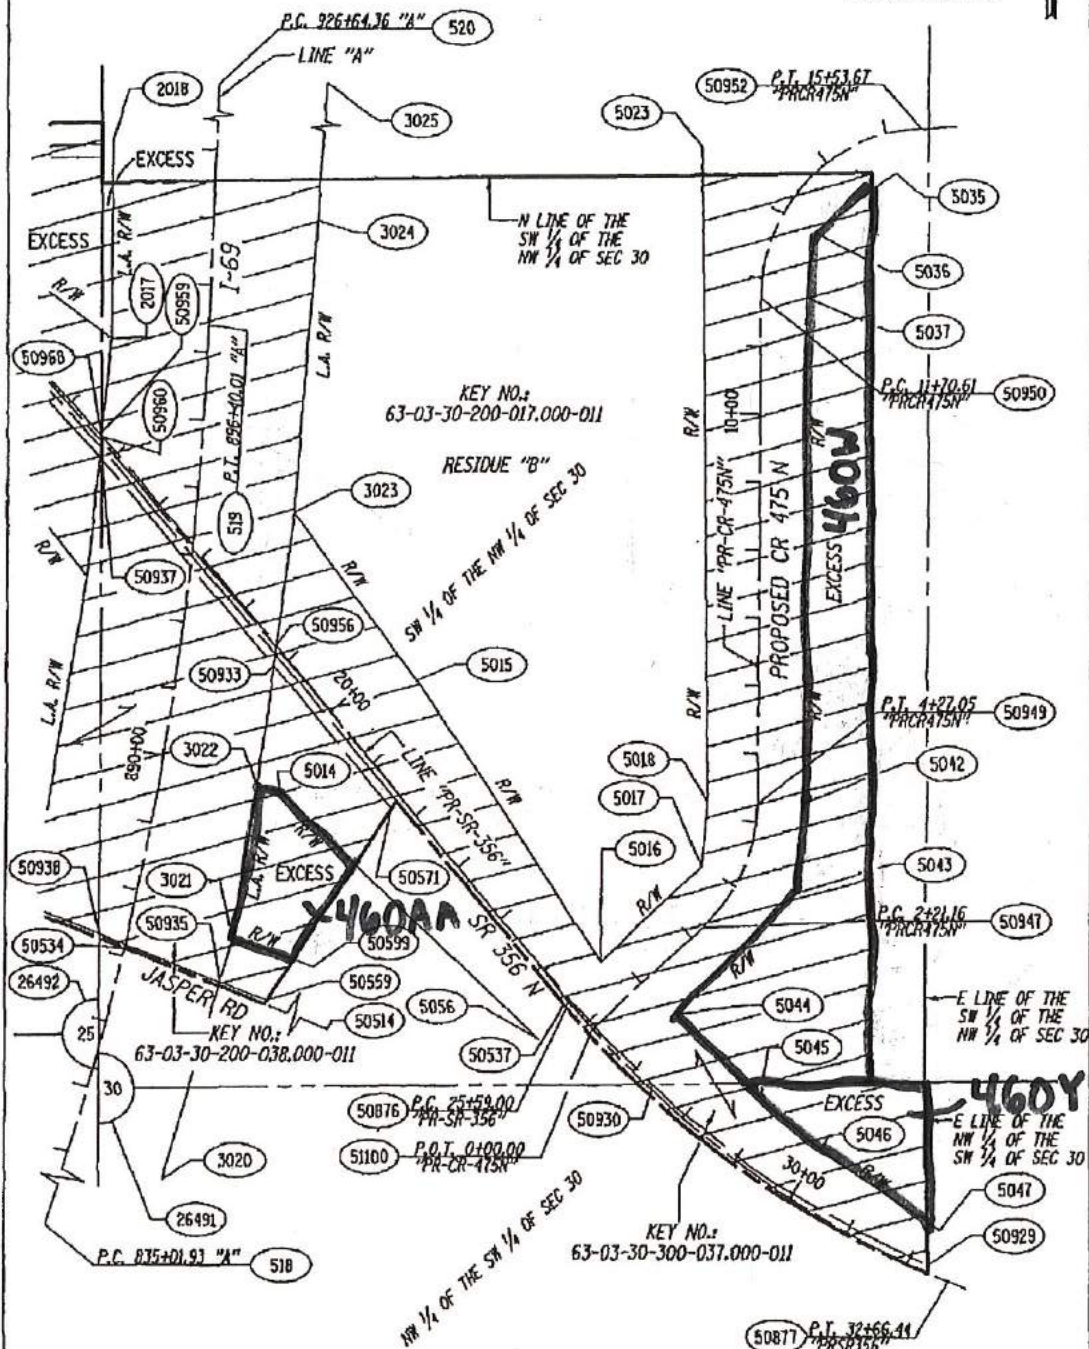 P.C. 926+64.36 "A"
520
LINE "A"
2018
3025
5023
50952
P.T. 15+53.67
"PRCR475N"
EXCESS
5035
N LINE OF THE
SW 1/4 OF THE
NW 1/4 OF SEC 30
3024
EXCESS
L.A. R/W
I-69
5036
R/W
2017
50959
5037
L.A. R/W
50968
50960
P.T. 896+40.01 "A"
519
KEY NO.:
63-03-30-200-017.000-011
RESIDUE "B"
R/W
10+00
P.C. 11+70.61
"PRCR475N"
50950
R/W
EXCESS 460W
3023
R/W
50937
R/W
SW 1/4 OF THE NW 1/4 OF SEC 30
LINE "PR-CR-475N"
PROPOSED CR 475 N
50956
50933
5015
20+00
L.A. R/W
R/W
R/W
P.T. 4+27.05
"PRCR475N"
50949
890+00
3022
5014
LINE "PR-SR-356"
R/W
5018
5042
5017
R/W
L.A. R/W
EXCESS
5016
50938
3021
50571
5043
50935
X460AA
R/W
R/W
P.C. 2+21.16
"PRCR475N"
50947
50534
R/W
50599
SR 356 N
26492
JASPER RD
50559
5056
5044
E LINE OF THE
SW 1/4 OF THE
NW 1/4 OF SEC 30
25
KEY NO.:
63-03-30-200-038.000-011
50514
50537
5045
30
50876
P.C. 25+59.00
"PR-SR-356"
50930
EXCESS
460Y
E LINE OF THE
NW 1/4 OF THE
SW 1/4 OF SEC 30
3020
51100
P.O.T. 0+00.00
"PR-CR-475N"
5046
30+00
R/W
5047
26491
KEY NO.:
63-03-30-300-037.000-011
50929
P.C. 835+01.93 "A"
518
NW 1/4 OF THE SW 1/4 OF SEC 30
50877
P.T. 32+66.44
"PRSR356"